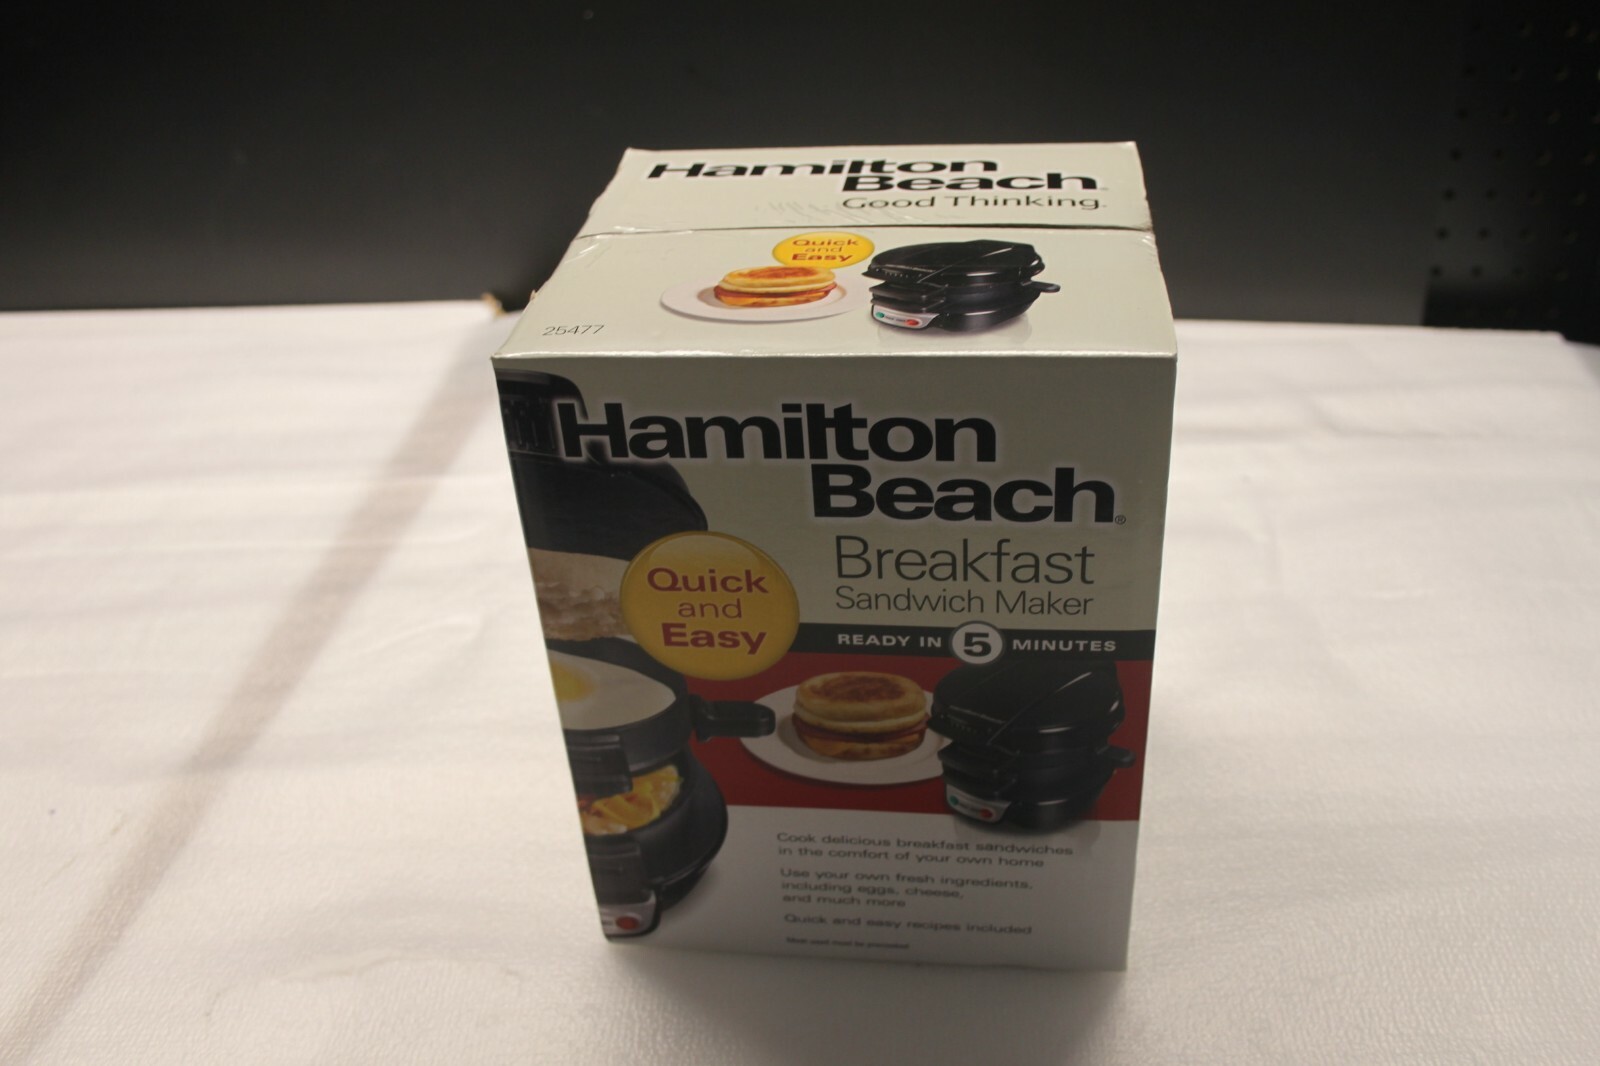 Hamilton
Beach
Good Thinking.
Quick
and
Easy
25477
Hamilton
Beach®
Breakfast
Sandwich Maker
Quick
and
Easy
READY IN 5 MINUTES
Cook delicious breakfast sandwiches
in the comfort of your own home
Use your own fresh ingredients,
including eggs, cheese,
and much more
Quick and easy recipes included